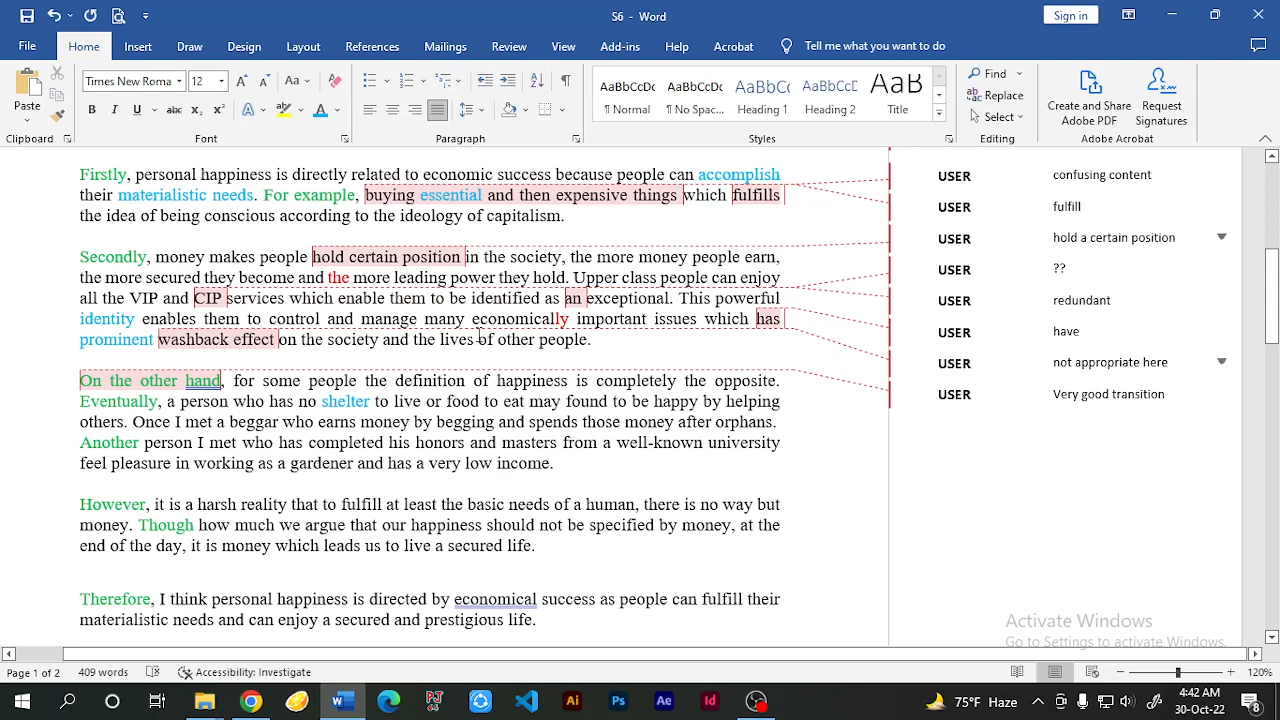 S6 - Word
Sign in
File Home Insert Draw Design Layout References Mailings Review View Add-ins Help Acrobat Tell me what you want to do
Paste
Times New Roma 12
Aa
B I U abc x₂ x²
AaBbCcDc AaBbCcDc AaBbCc AaBbCcD AaB
¶ Normal ¶ No Spac... Heading 1 Heading 2 Title
Find
Replace
Select
Create and Share Adobe PDF
Request Signatures
Clipboard Font Paragraph Styles Editing Adobe Acrobat
Firstly, personal happiness is directly related to economic success because people can accomplish
their materialistic needs. For example, buying essential and then expensive things which fulfills
the idea of being conscious according to the ideology of capitalism.
Secondly, money makes people hold certain position in the society, the more money people earn,
the more secured they become and the more leading power they hold. Upper class people can enjoy
all the VIP and CIP services which enable them to be identified as an exceptional. This powerful
identity enables them to control and manage many economically important issues which has
prominent washback effect on the society and the lives of other people.
On the other hand, for some people the definition of happiness is completely the opposite.
Eventually, a person who has no shelter to live or food to eat may found to be happy by helping
others. Once I met a beggar who earns money by begging and spends those money after orphans.
Another person I met who has completed his honors and masters from a well-known university
feel pleasure in working as a gardener and has a very low income.
However, it is a harsh reality that to fulfill at least the basic needs of a human, there is no way but
money. Though how much we argue that our happiness should not be specified by money, at the
end of the day, it is money which leads us to live a secured life.
Therefore, I think personal happiness is directed by economical success as people can fulfill their
materialistic needs and can enjoy a secured and prestigious life.
USER confusing content
USER fulfill
USER hold a certain position
USER ??
USER redundant
USER have
USER not appropriate here
USER Very good transition
Activate Windows
Go to Settings to activate Windows.
Page 1 of 2 409 words Accessibility: Investigate 120%
Ai Ps Ae Id
75°F Haze
4:42 AM
30-Oct-22
8